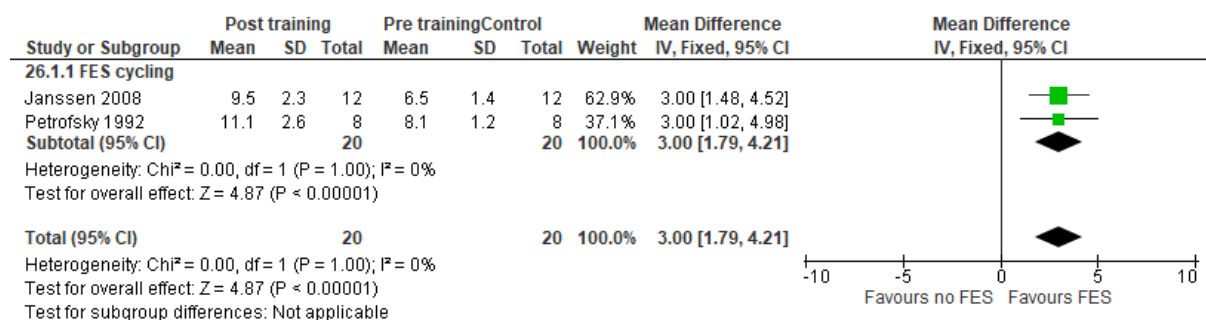 Post training Pre trainingControl Mean Difference Mean Difference
Study or Subgroup Mean SD Total Mean SD Total Weight IV, Fixed, 95% CI IV, Fixed, 95% CI
26.1.1 FES cycling
Janssen 2008 9.5 2.3 12 6.5 1.4 12 62.9% 3.00 [1.48, 4.52]
Petrofsky 1992 11.1 2.6 8 8.1 1.2 8 37.1% 3.00 [1.02, 4.98]
Subtotal (95% CI) 20 20 100.0% 3.00 [1.79, 4.21]
Heterogeneity: Chi² = 0.00, df = 1 (P = 1.00); I² = 0%
Test for overall effect: Z = 4.87 (P < 0.00001)
Total (95% CI) 20 20 100.0% 3.00 [1.79, 4.21]
Heterogeneity: Chi² = 0.00, df = 1 (P = 1.00); I² = 0%
Test for overall effect: Z = 4.87 (P < 0.00001)
Test for subgroup differences: Not applicable
-10 -5 0 5 10
Favours no FES Favours FES